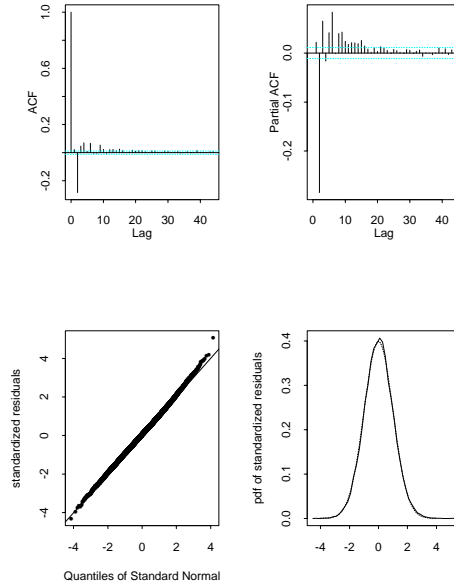 1.0
0.6
0.2
-0.2
ACF
0 10 20 30 40
Lag
0.0
-0.1
-0.2
Partial ACF
0 10 20 30 40
Lag
4
2
0
-2
-4
standardized residuals
-4 -2 0 2 4
Quantiles of Standard Normal
0.4
0.3
0.2
0.1
0.0
pdf of standardized residuals
-4 -2 0 2 4